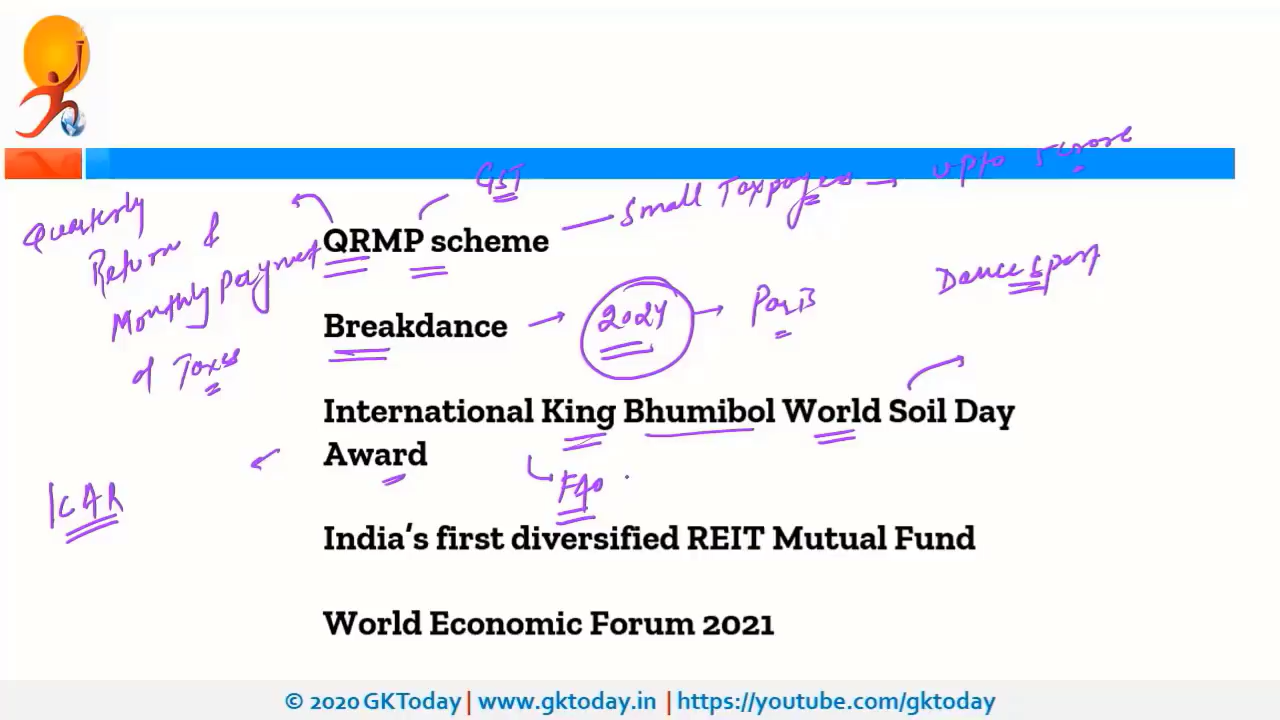 upto 5 crore
GST
Small Taxpayers
Quarterly
Return &
Monthly Payment
of Taxes
QRMP scheme
Dance sport
Breakdance
2024
Paris
International King Bhumibol World Soil Day
Award
ICAR
FAO
India's first diversified REIT Mutual Fund
World Economic Forum 2021
© 2020 GKToday | www.gktoday.in | https://youtube.com/gktoday